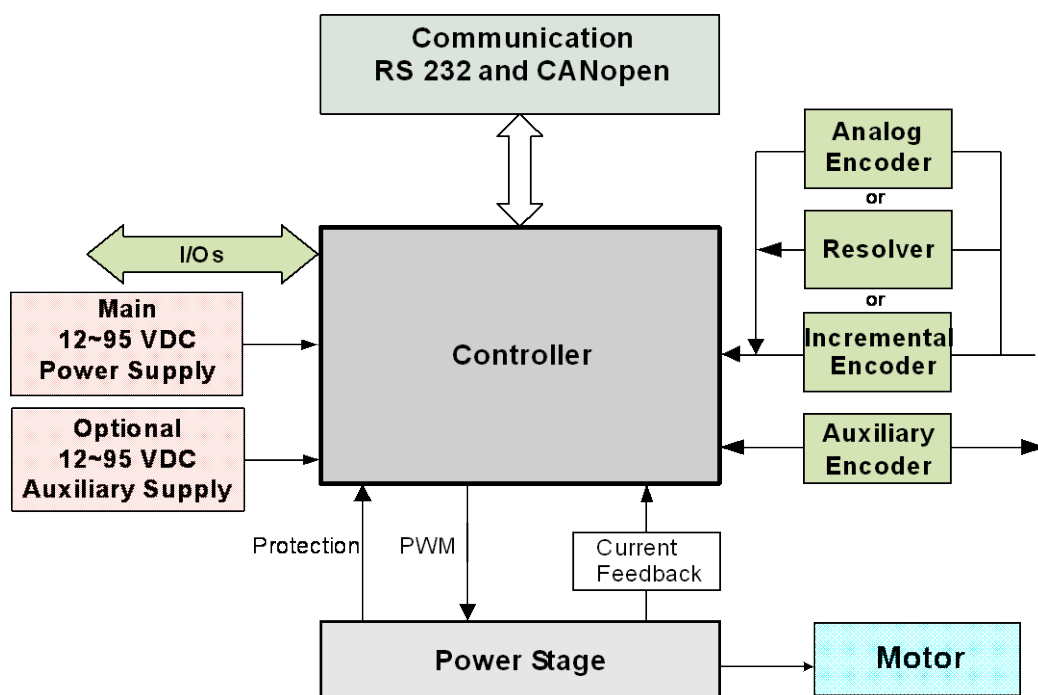 Communication
RS 232 and CANopen
Analog
Encoder
or
Resolver
or
Incremental
Encoder
Auxiliary
Encoder
I/Os
Main
12~95 VDC
Power Supply
Optional
12~95 VDC
Auxiliary Supply
Controller
Protection
PWM
Current
Feedback
Power Stage
Motor